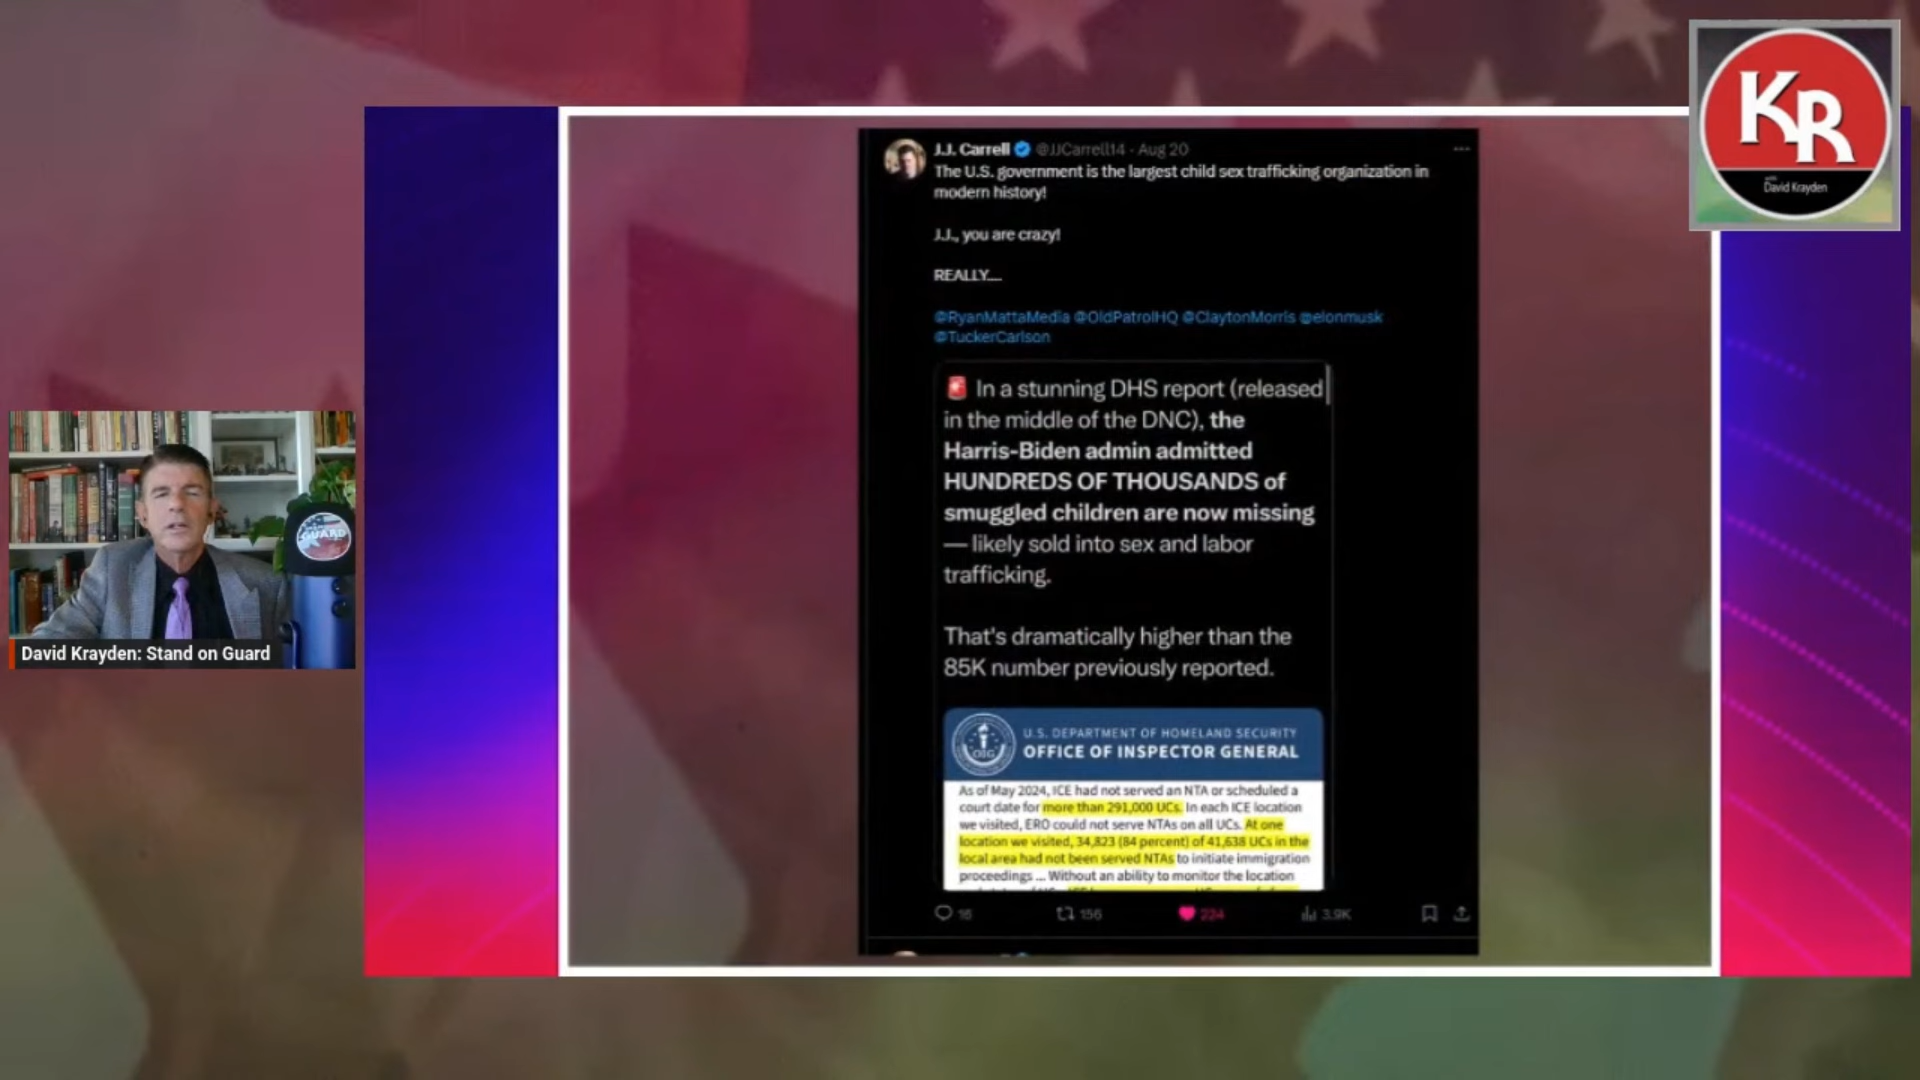 KR
with
David Krayden
J.J. Carrell @JJCarrell14 · Aug 20
The U.S. government is the largest child sex trafficking organization in
modern history!
J.J., you are crazy!
REALLY....
@RyanMattaMedia @OldPatrolHQ @ClaytonMorris @elonmusk
@TuckerCarlson
🚨 In a stunning DHS report (released
in the middle of the DNC), the
Harris-Biden admin admitted
HUNDREDS OF THOUSANDS of
smuggled children are now missing
— likely sold into sex and labor
trafficking.
That's dramatically higher than the
85K number previously reported.
OIG
U.S. DEPARTMENT OF HOMELAND SECURITY
OFFICE OF INSPECTOR GENERAL
As of May 2024, ICE had not served an NTA or scheduled a
court date for more than 291,000 UCs. In each ICE location
we visited, ERO could not serve NTAs on all UCs. At one
location we visited, 34,823 (84 percent) of 41,638 UCs in the
local area had not been served NTAs to initiate immigration
proceedings ... Without an ability to monitor the location
16 156 224 3.9K
GUARD
David Krayden: Stand on Guard